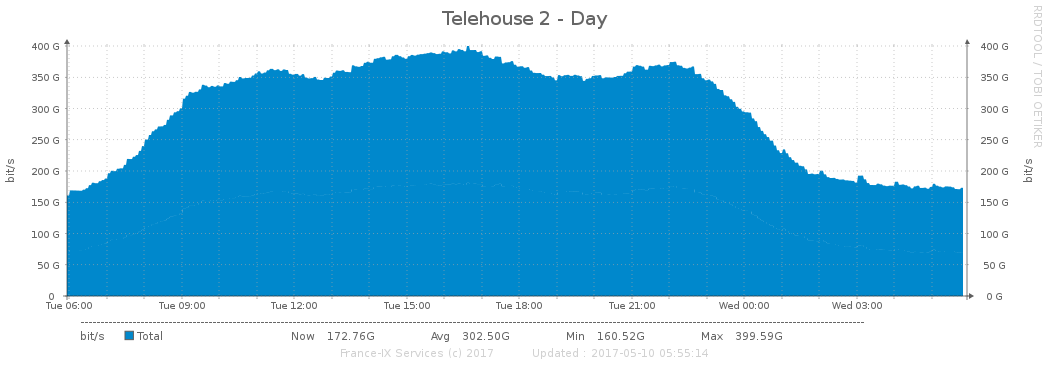 Telehouse 2 - Day
RRDTOOL / TOBI OETIKER
bit/s
bit/s
400 G 400 G
350 G 350 G
300 G 300 G
250 G 250 G
200 G 200 G
150 G 150 G
100 G 100 G
50 G 50 G
0 0 G
Tue 06:00 Tue 09:00 Tue 12:00 Tue 15:00 Tue 18:00 Tue 21:00 Wed 00:00 Wed 03:00
bit/s Total Now 172.76G Avg 302.50G Min 160.52G Max 399.59G
France-IX Services (c) 2017 Updated : 2017-05-10 05:55:14